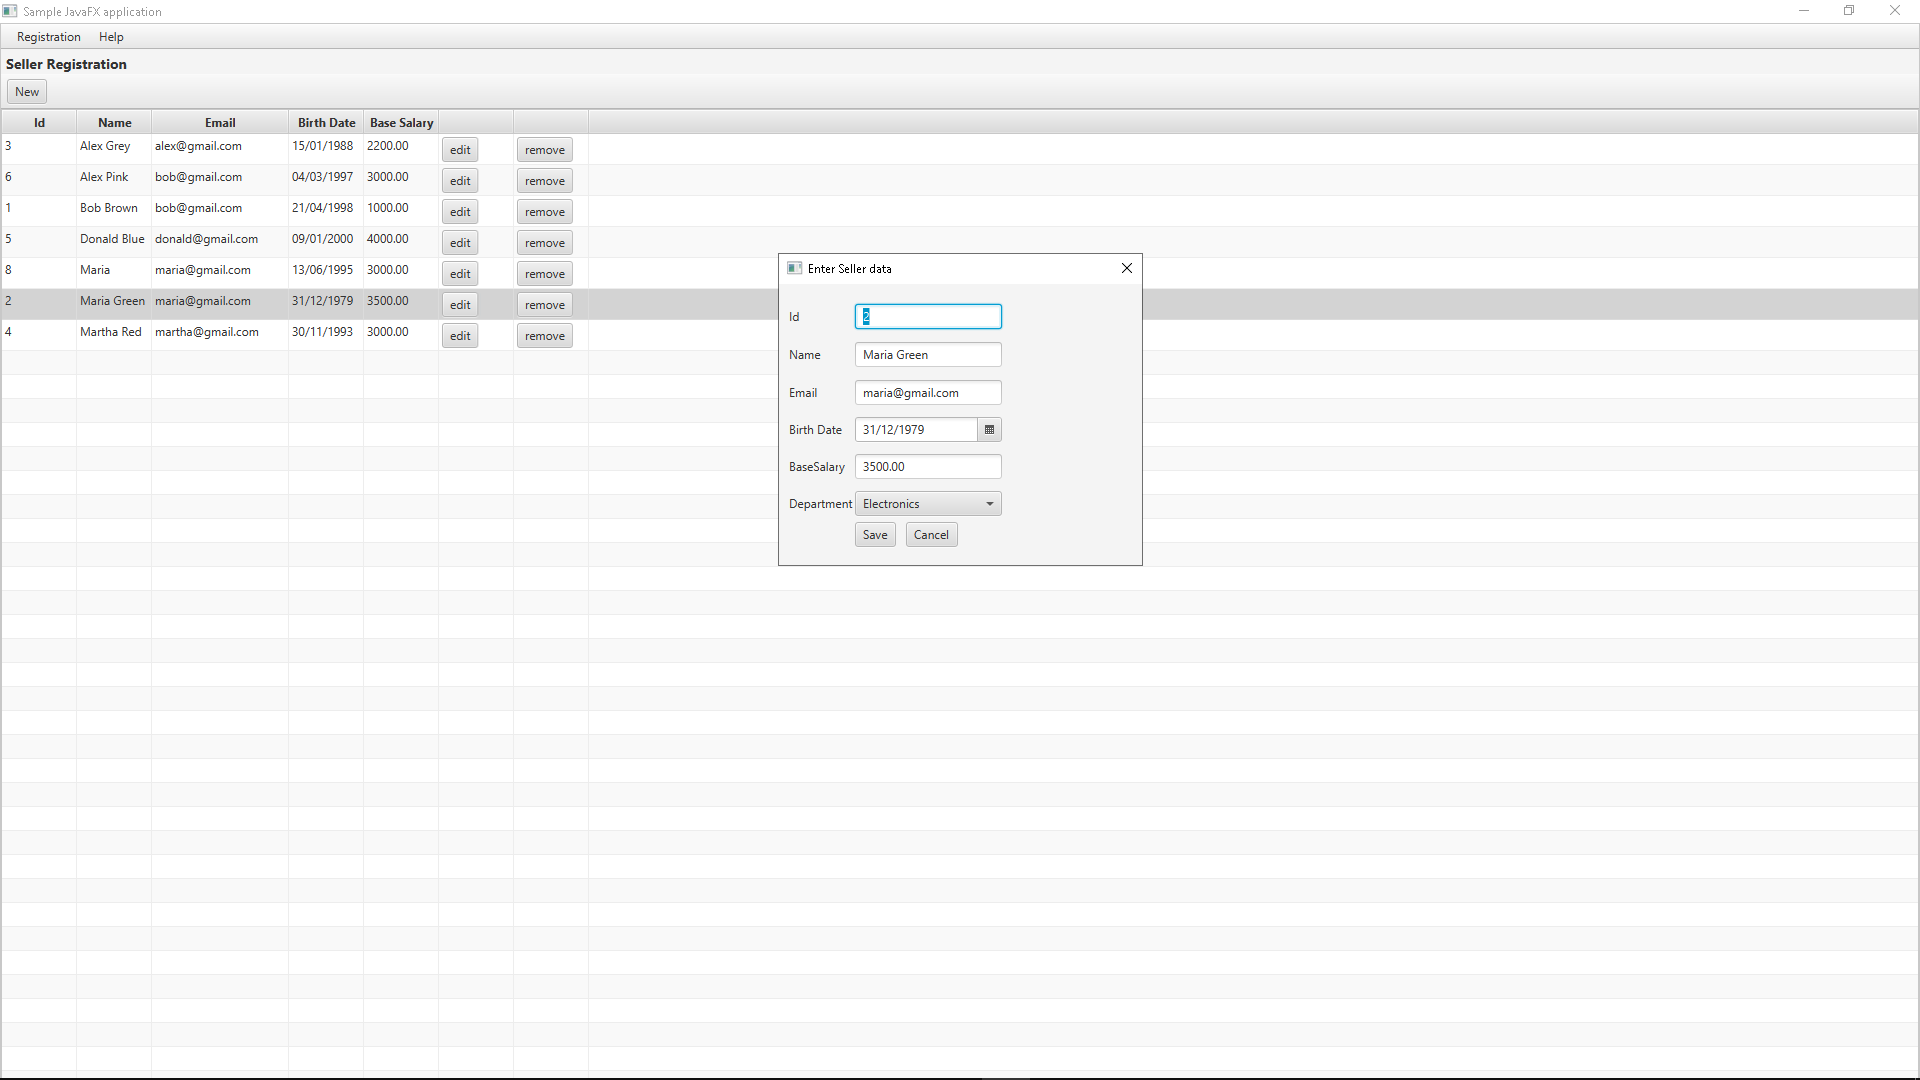 Sample JavaFX application
Registration Help
Seller Registration
New
Id Name Email Birth Date Base Salary
3 Alex Grey alex@gmail.com 15/01/1988 2200.00 edit remove
6 Alex Pink bob@gmail.com 04/03/1997 3000.00 edit remove
1 Bob Brown bob@gmail.com 21/04/1998 1000.00 edit remove
5 Donald Blue donald@gmail.com 09/01/2000 4000.00 edit remove
8 Maria maria@gmail.com 13/06/1995 3000.00 edit remove
2 Maria Green maria@gmail.com 31/12/1979 3500.00 edit remove
4 Martha Red martha@gmail.com 30/11/1993 3000.00 edit remove
Enter Seller data
Id 2
Name Maria Green
Email maria@gmail.com
Birth Date 31/12/1979
BaseSalary 3500.00
Department Electronics
Save Cancel